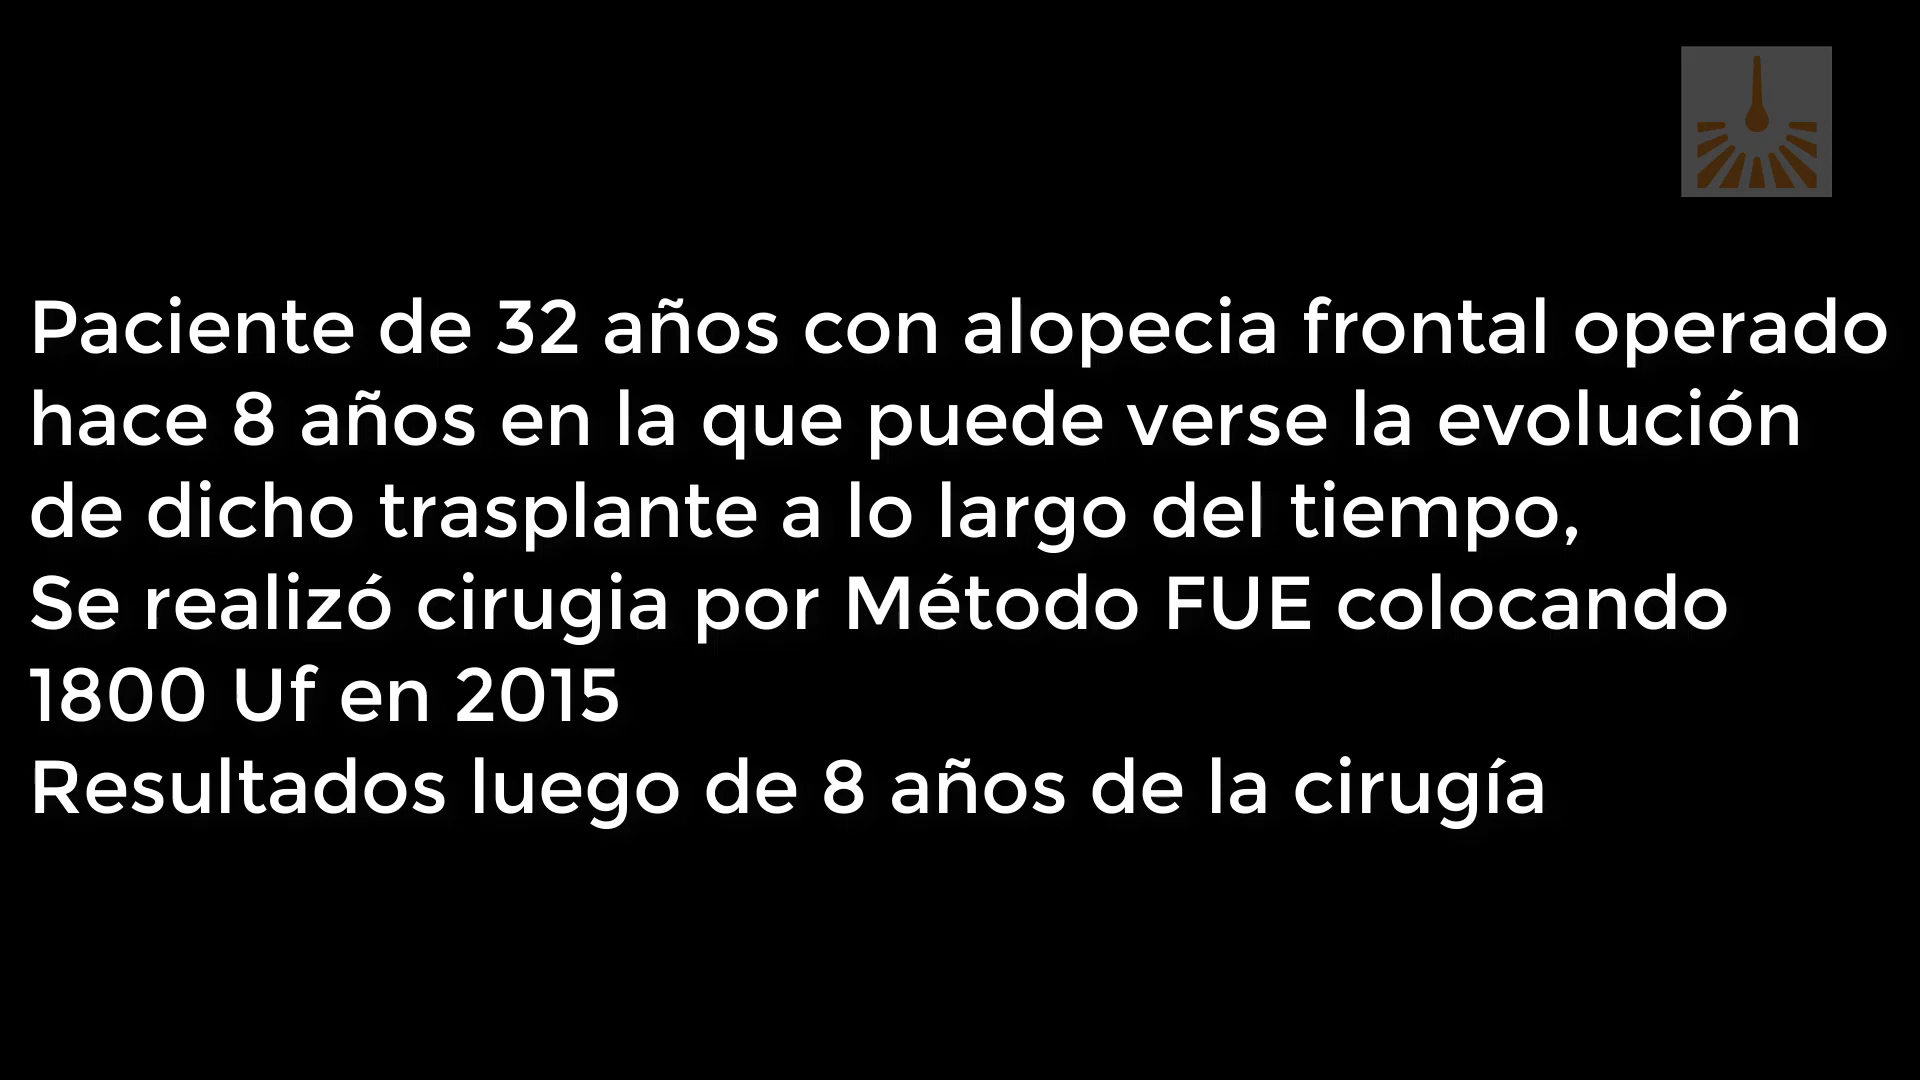 Paciente de 32 años con alopecia frontal operado
hace 8 años en la que puede verse la evolución
de dicho trasplante a lo largo del tiempo,
Se realizó cirugia por Método FUE colocando
1800 Uf en 2015
Resultados luego de 8 años de la cirugía